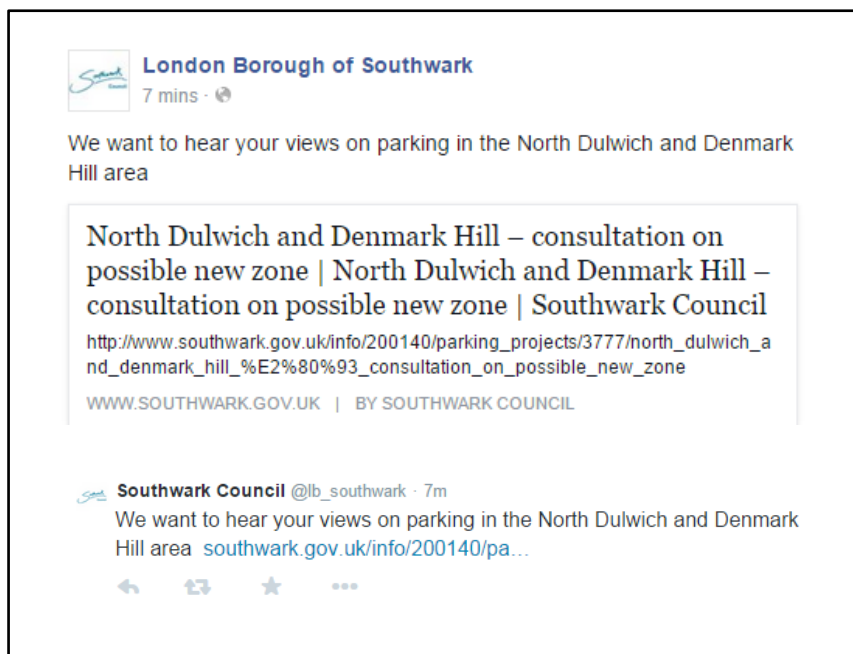 Southwark
Council
London Borough of Southwark
7 mins ·
We want to hear your views on parking in the North Dulwich and Denmark
Hill area
North Dulwich and Denmark Hill – consultation on
possible new zone | North Dulwich and Denmark Hill –
consultation on possible new zone | Southwark Council
http://www.southwark.gov.uk/info/200140/parking_projects/3777/north_dulwich_a
nd_denmark_hill_%E2%80%93_consultation_on_possible_new_zone
WWW.SOUTHWARK.GOV.UK | BY SOUTHWARK COUNCIL
Southwark Council @lb_southwark · 7m
We want to hear your views on parking in the North Dulwich and Denmark
Hill area southwark.gov.uk/info/200140/pa…